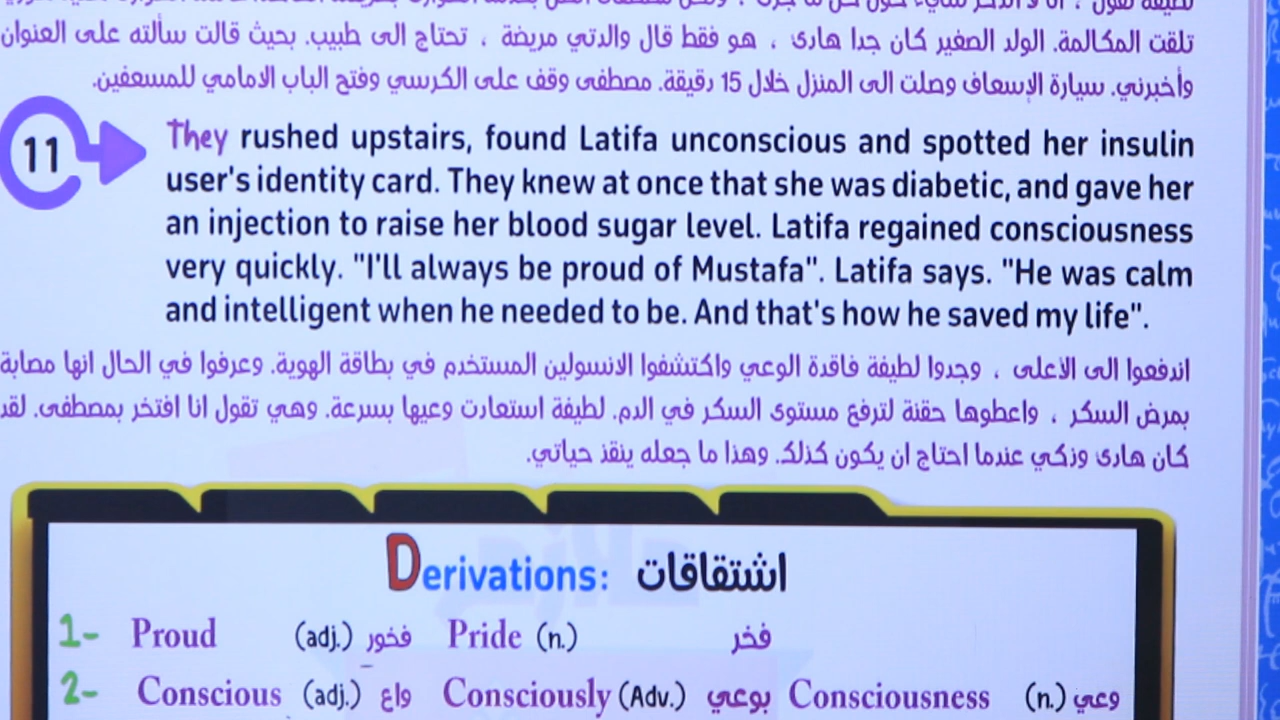 تلقت المكالمة. الولد الصغير كان جدا هادئ ، هو فقط قال والدتي مريضة ، تحتاج الى طبيب. بحيث قالت سألته على العنوان
وأخبرني. سيارة الإسعاف وصلت الى المنزل خلال 15 دقيقة. مصطفى وقف على الكرسي وفتح الباب الامامي للمسعفين.
11
They rushed upstairs, found Latifa unconscious and spotted her insulin
user's identity card. They knew at once that she was diabetic, and gave her
an injection to raise her blood sugar level. Latifa regained consciousness
very quickly. "I'll always be proud of Mustafa". Latifa says. "He was calm
and intelligent when he needed to be. And that's how he saved my life".
اندفعوا الى الأعلى ، وجدوا لطيفة فاقدة الوعي واكتشفوا الانسولين المستخدم في بطاقة الهوية. وعرفوا في الحال انها مصابة
بمرض السكر ، واعطوها حقنة لترفع مستوى السكر في الدم. لطيفة استعادت وعيها بسرعة. وهي تقول انا افتخر بمصطفى. لقد
كان هادئ وزكي عندما احتاج ان يكون كذلك. وهذا ما جعله ينقذ حياتي.
Derivations: اشتقاقات
1- Proud (adj.) فخور Pride (n.) فخر
2- Conscious (adj.) واع Consciously (Adv.) بوعي Consciousness (n.) وعي